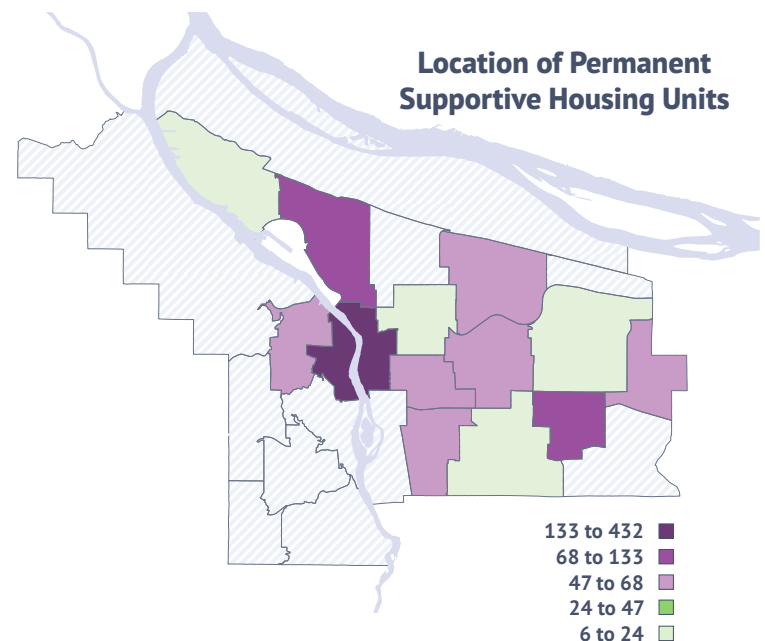 Location of Permanent
Supportive Housing Units
133 to 432
68 to 133
47 to 68
24 to 47
6 to 24